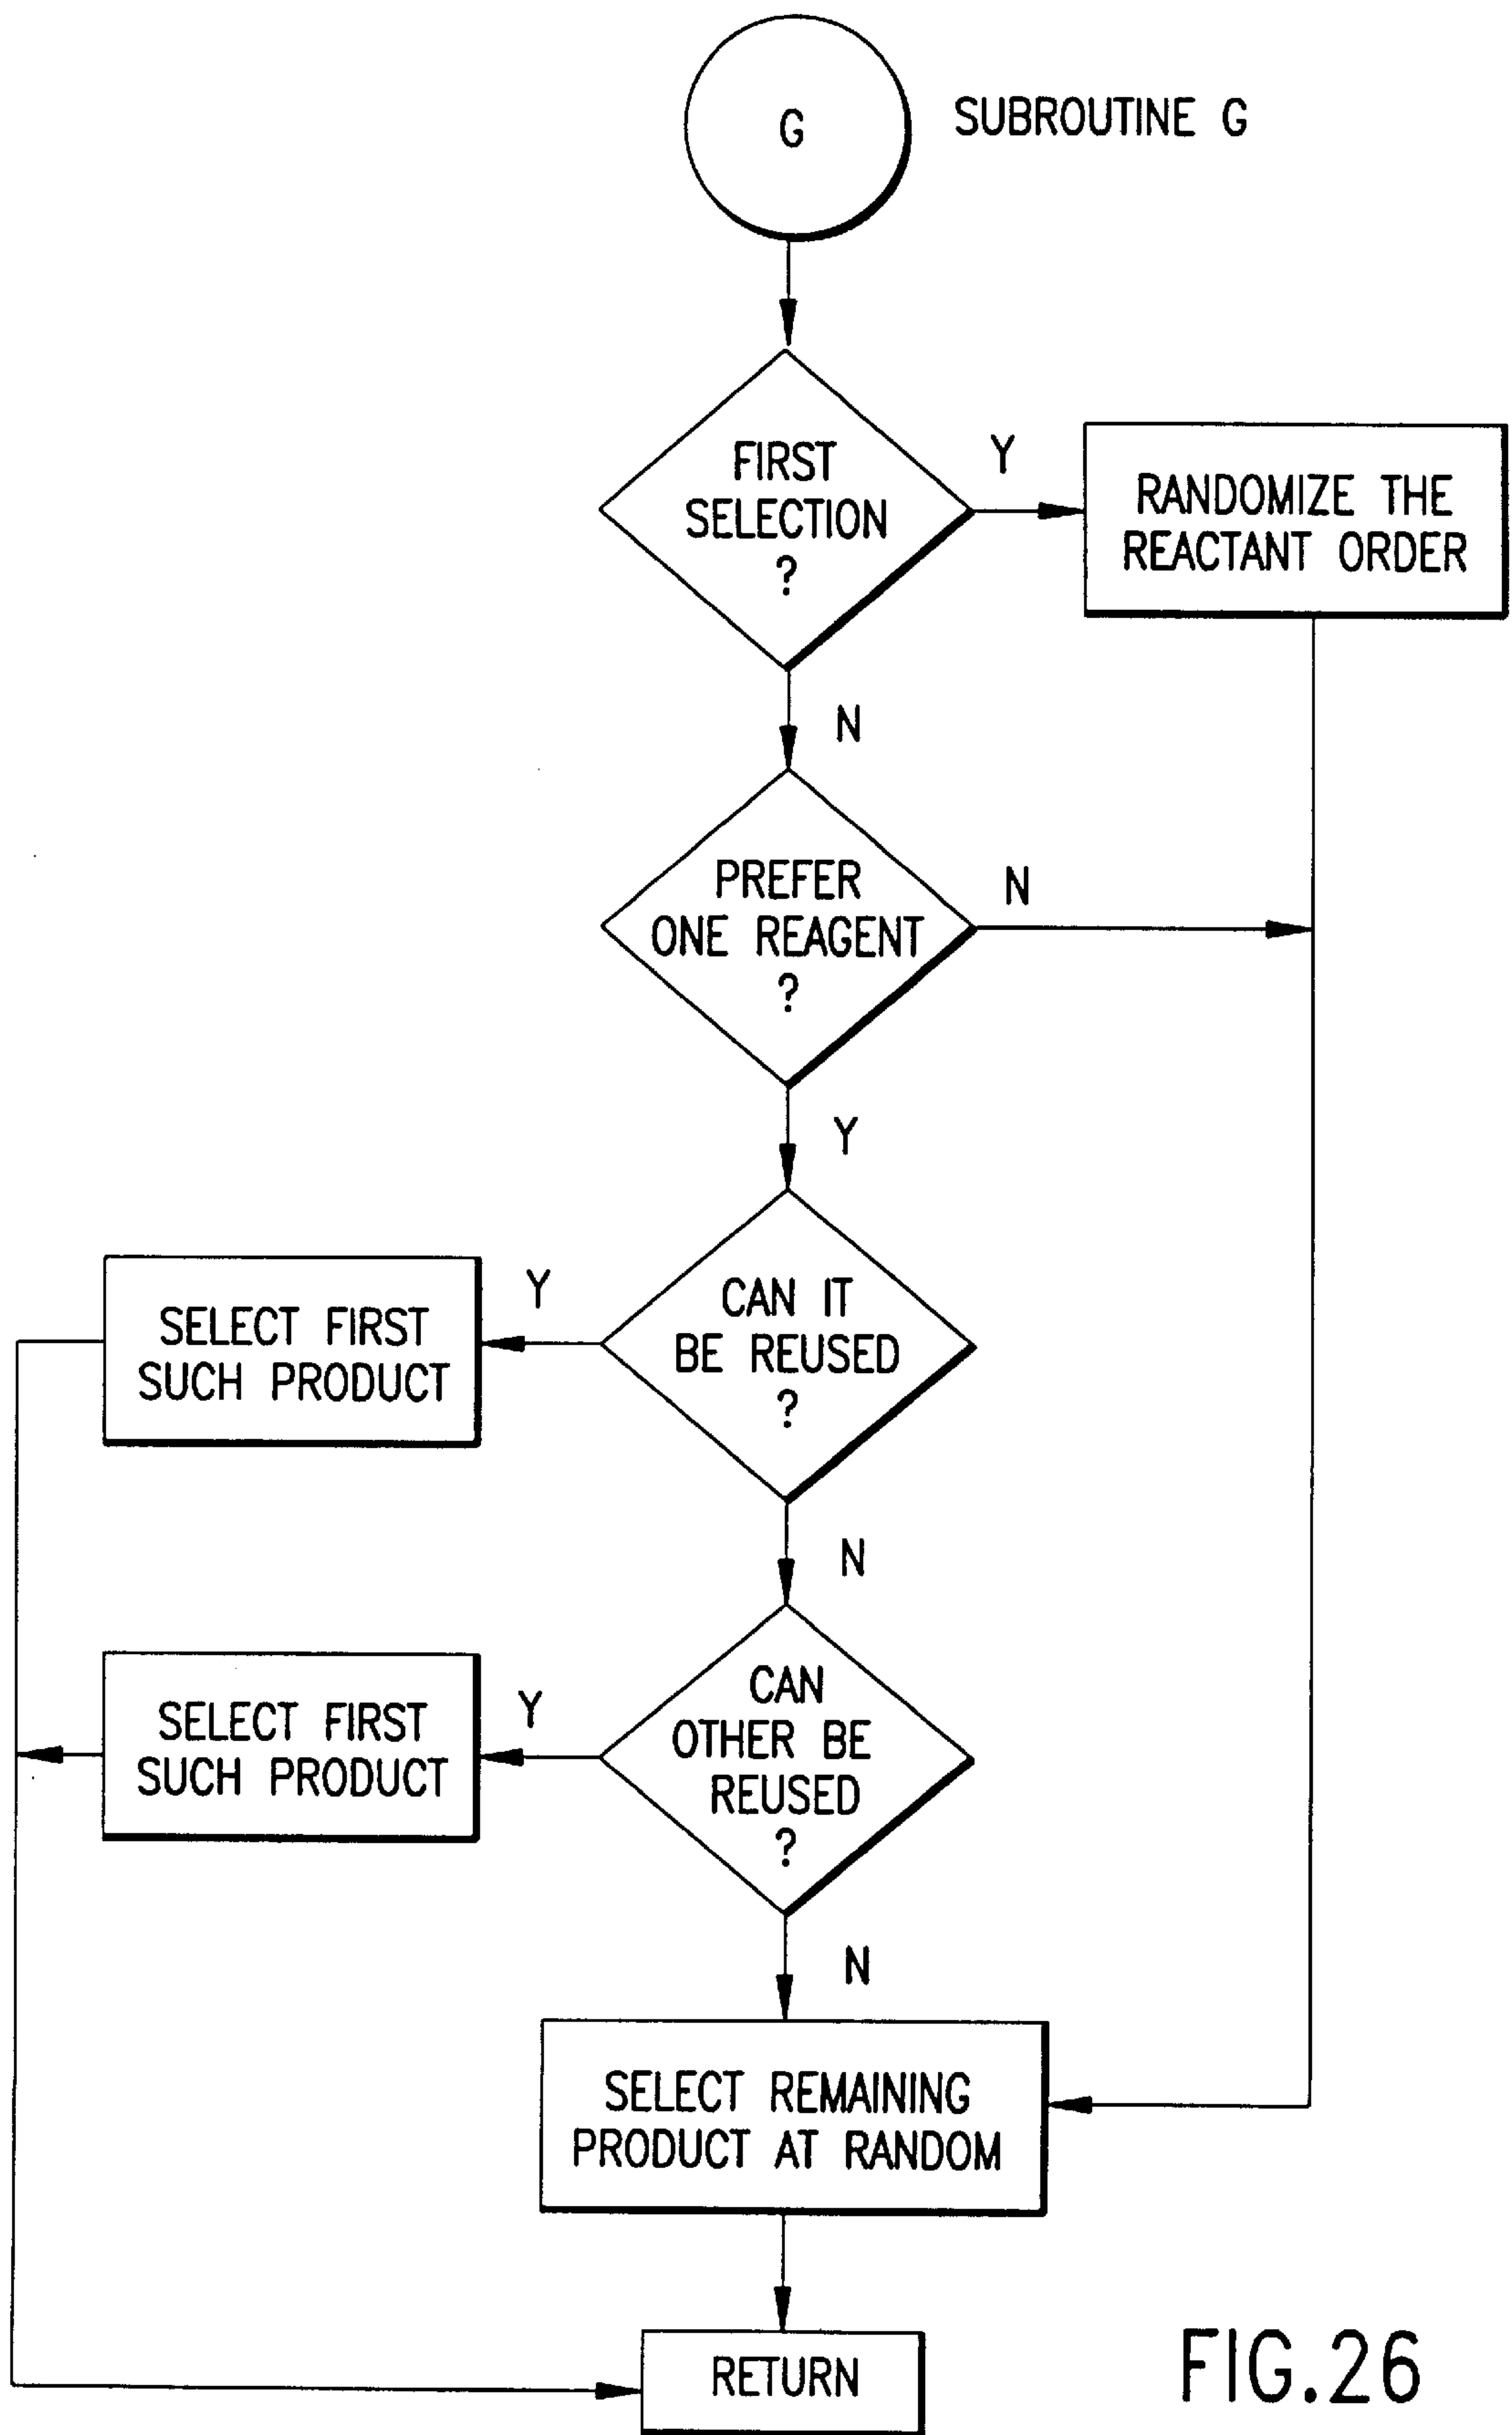 G
SUBROUTINE G
FIRST
SELECTION
?
Y
RANDOMIZE THE
REACTANT ORDER
N
PREFER
ONE REAGENT
?
N
Y
CAN IT
BE REUSED
?
Y
SELECT FIRST
SUCH PRODUCT
N
CAN
OTHER BE
REUSED
?
Y
SELECT FIRST
SUCH PRODUCT
N
SELECT REMAINING
PRODUCT AT RANDOM
RETURN
FIG.26